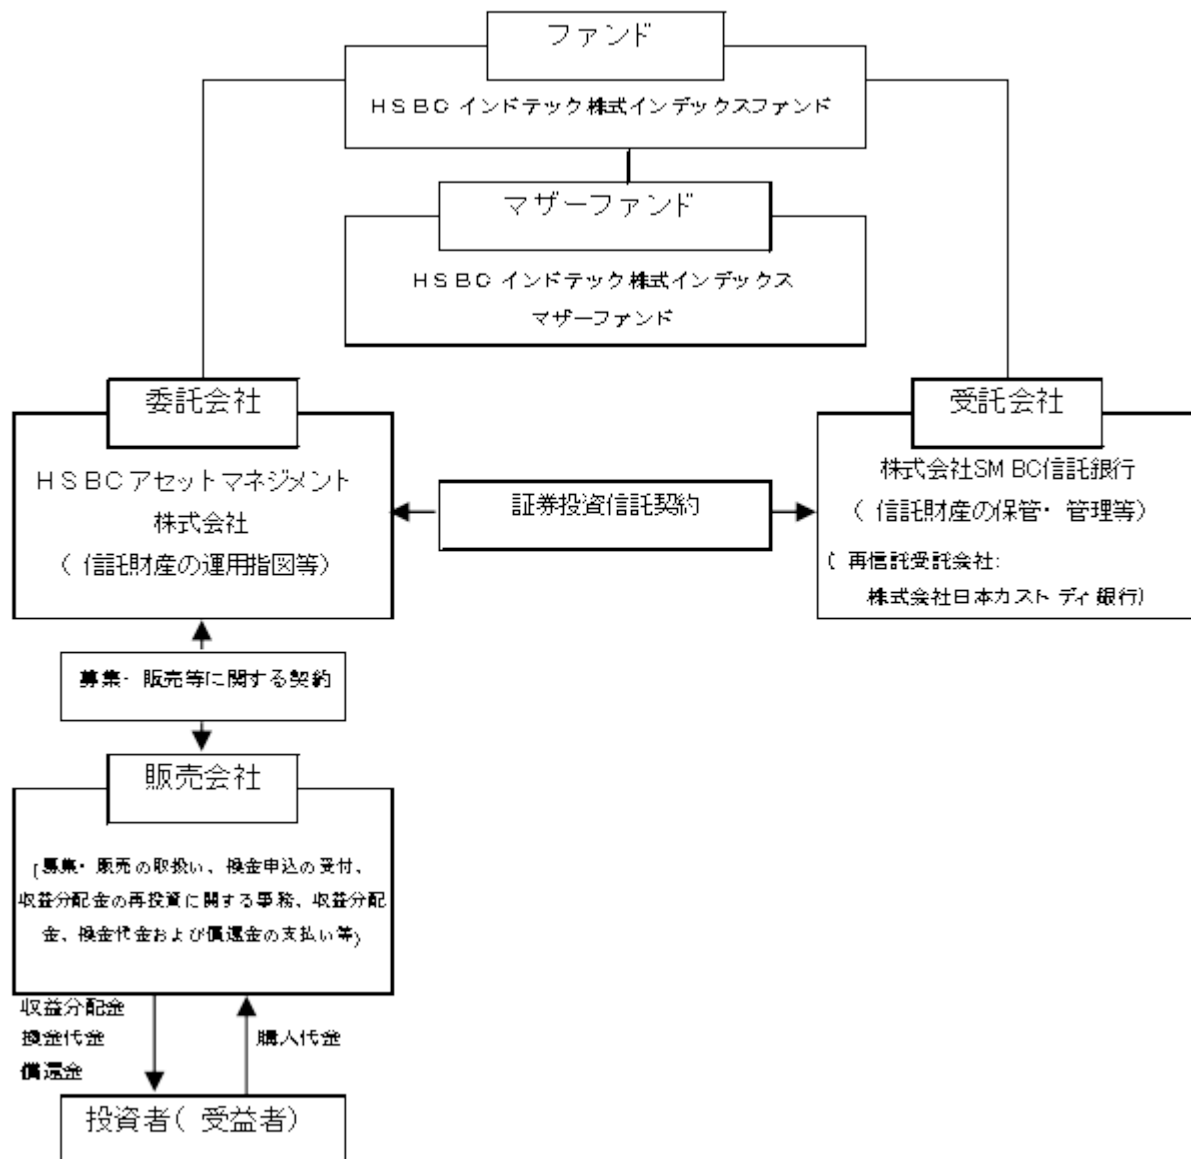 ファンド
HSBC インドテック株式インデックスファンド
マザーファンド
HSBC インドテック株式インデックス
マザーファンド
委託会社
HSBCアセットマネジメント
株式会社
(信託財産の運用指図等)
証券投資信託契約
受託会社
株式会社SMBC信託銀行
(信託財産の保管・管理等)
(再信託受託会社:
株式会社日本カストディ銀行)
募集・販売等に関する契約
販売会社
(募集・販売の取扱い、換金申込の受付、
収益分配金の再投資に関する事務、収益分配
金、換金代金および償還金の支払い等)
収益分配金
換金代金
償還金
購入代金
投資者(受益者)